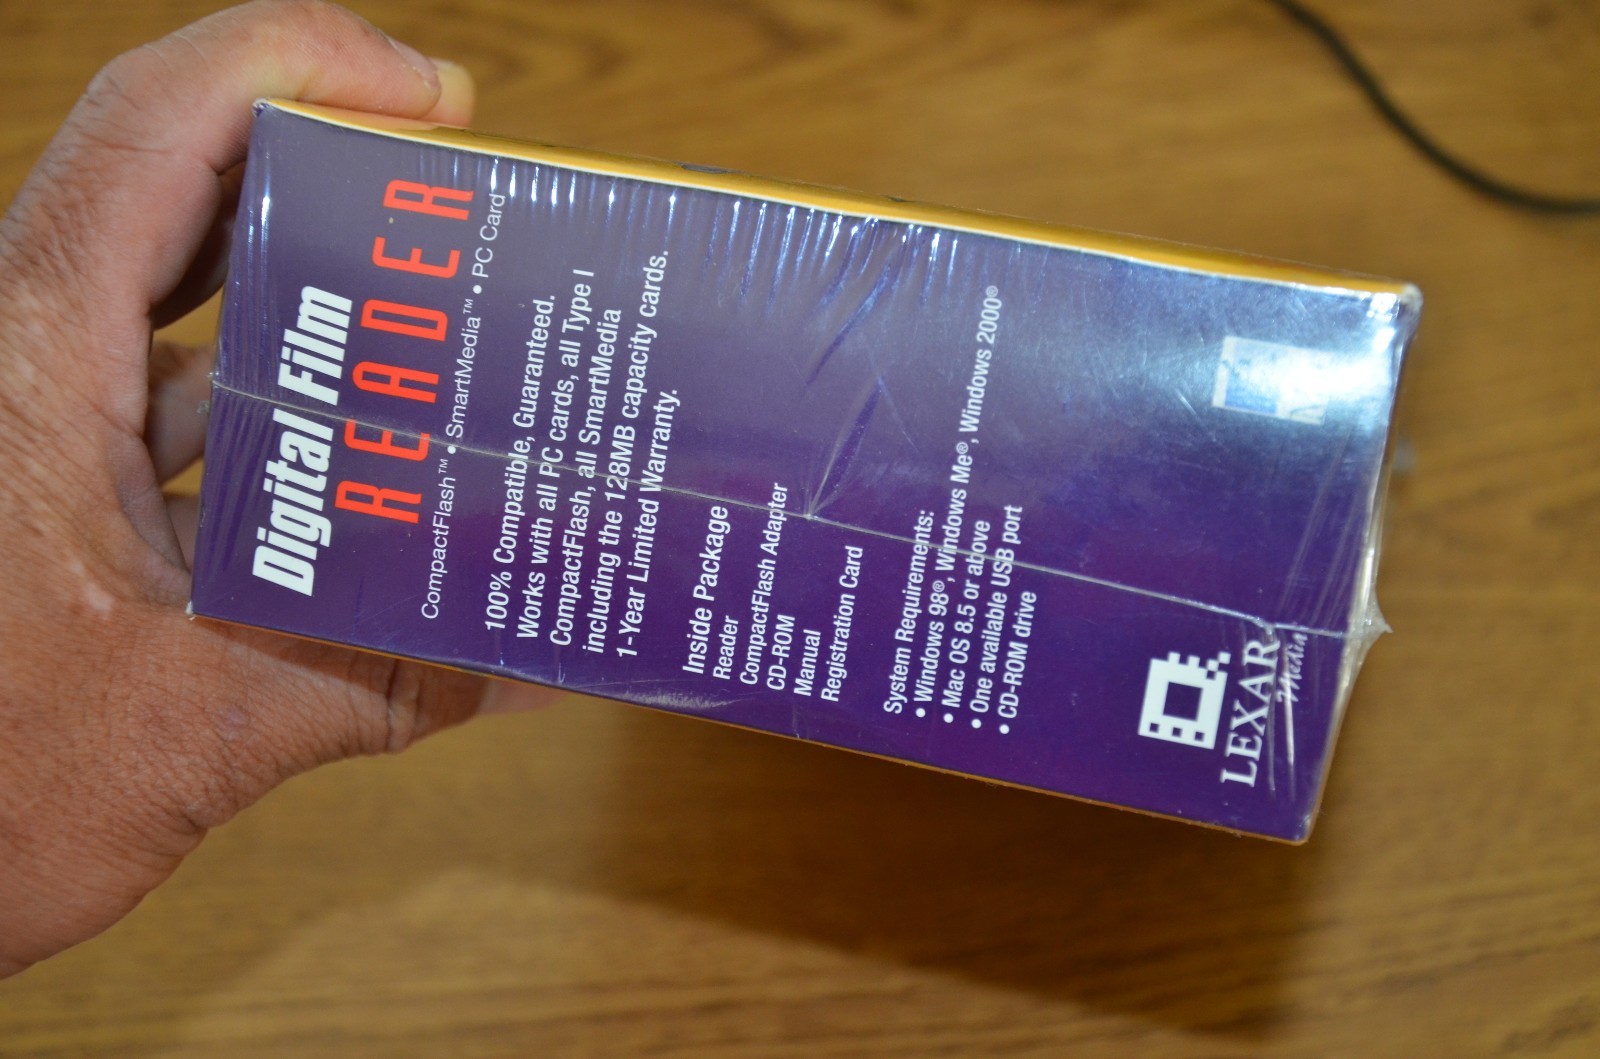 Digital Film
READER
CompactFlash™ • SmartMedia™ • PC Card
100% Compatible, Guaranteed.
Works with all PC Cards, all Type I
CompactFlash, all SmartMedia
including the 128MB capacity cards.
1-Year Limited Warranty.
Inside Package
Reader
CompactFlash Adapter
CD-ROM
Manual
Registration Card
System Requirements:
• Windows 98®, Windows Me®, Windows 2000®
• Mac OS 8.5 or above
• One available USB port
• CD-ROM drive
LEXAR
Media